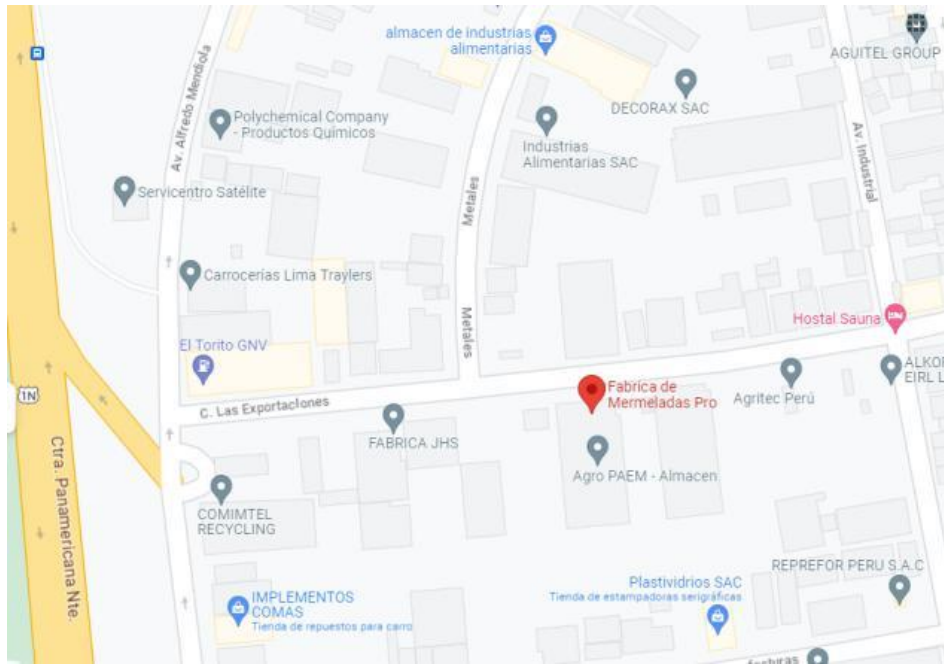 almacen de industrias
alimentarias
AGUITEL GROUP
Av. Alfredo Mendiola
Polychemical Company
- Productos Quimicos
DECORAX SAC
Industrias
Alimentarias SAC
Av. Industrial
Servicentro Satélite
Metales
Carrocerias Lima Traylers
Metales
Hostal Sauna
El Torito GNV
1N
C. Las Exportaciones
Fabrica de
Mermeladas Pro
Agritec Perú
EIRL L
FABRICA JHS
Ctra. Panamericana Nte.
Agro PAEM - Almacen
COMIMTEL
RECYCLING
REPREFOR PERU S.A.C
Plastividrios SAC
Tienda de estampadoras serigráficas
IMPLEMENTOS
COMAS
Tienda de repuestos para carro